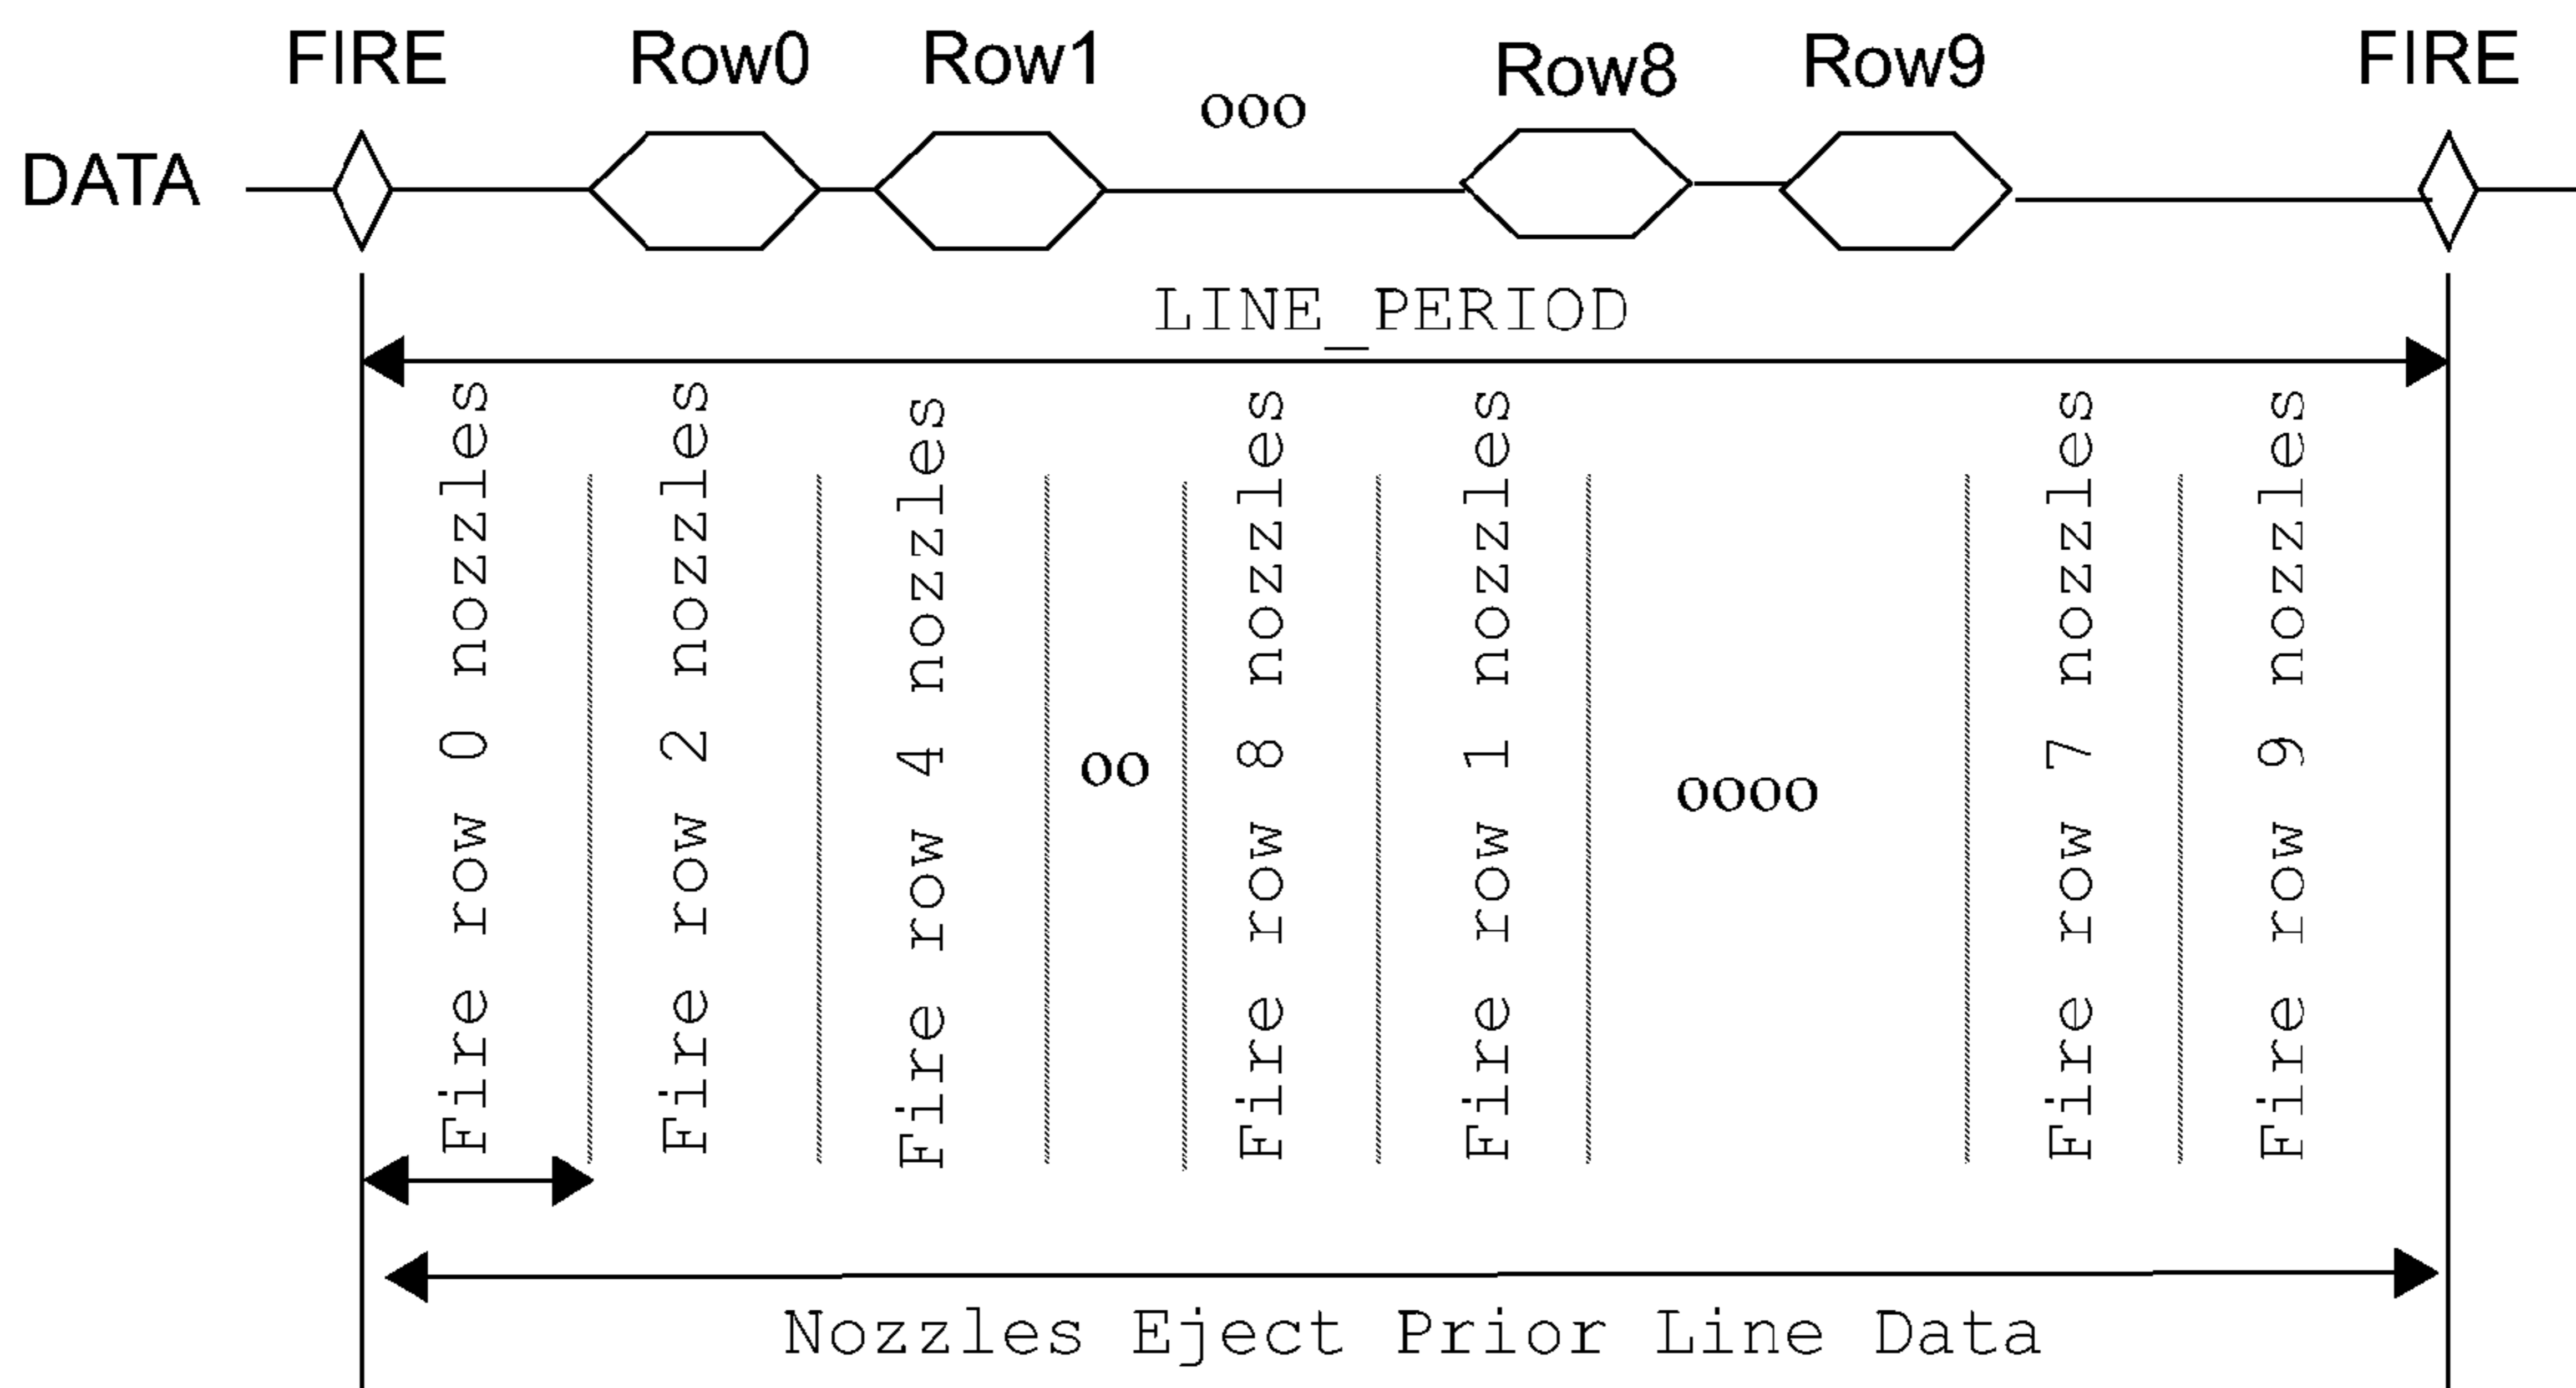 FIRE Row0 Row1 ooo Row8 Row9 FIRE
DATA
LINE_PERIOD
Fire row 0 nozzles
Fire row 2 nozzles
Fire row 4 nozzles
oo
Fire row 8 nozzles
Fire row 1 nozzles
oooo
Fire row 7 nozzles
Fire row 9 nozzles
Nozzles Eject Prior Line Data